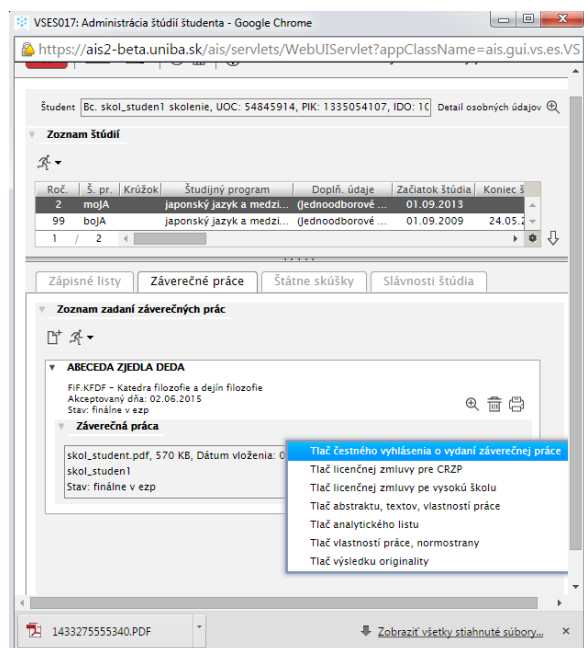 VSES017: Administrácia štúdií študenta - Google Chrome
https://ais2-beta.uniba.sk/ais/servlets/WebUIServlet?appClassName=ais.gui.vs.es.VS
Študent Bc. skol_studen1 skolenie, UOC: 54845914, PIK: 1335054107, IDO: 1 Detail osobných údajov
Zoznam štúdií
Roč. Š. pr. Krúžok Študijný program Doplň. údaje Začiatok štúdia Koniec š
2 moJA japonský jazyk a medzi... (Jednoodborové ... 01.09.2013
99 boJA japonský jazyk a medzi... (Jednoodborové ... 01.09.2009 24.05.2
1 / 2
Zápisné listy Záverečné práce Štátne skúšky Slávnosti štúdia
Zoznam zadaní záverečných prác
ABECEDA ZJEDLA DEDA
FiF.KFDF - Katedra filozofie a dejín filozofie
Akceptovaný dňa: 02.06.2015
Stav: finálne v ezp
Záverečná práca
skol_student.pdf, 570 KB, Dátum vloženia: 0
skol_studen1
Stav: finálne v ezp
Tlač čestného vyhlásenia o vydaní záverečnej práce
Tlač licenčnej zmluvy pre CRZP
Tlač licenčnej zmluvy pe vysokú školu
Tlač abstraktu, textov, vlastností práce
Tlač analytického listu
Tlač vlastností práce, normostrany
Tlač výsledku originality
1433275555340.PDF
Zobraziť všetky stiahnuté súbory...